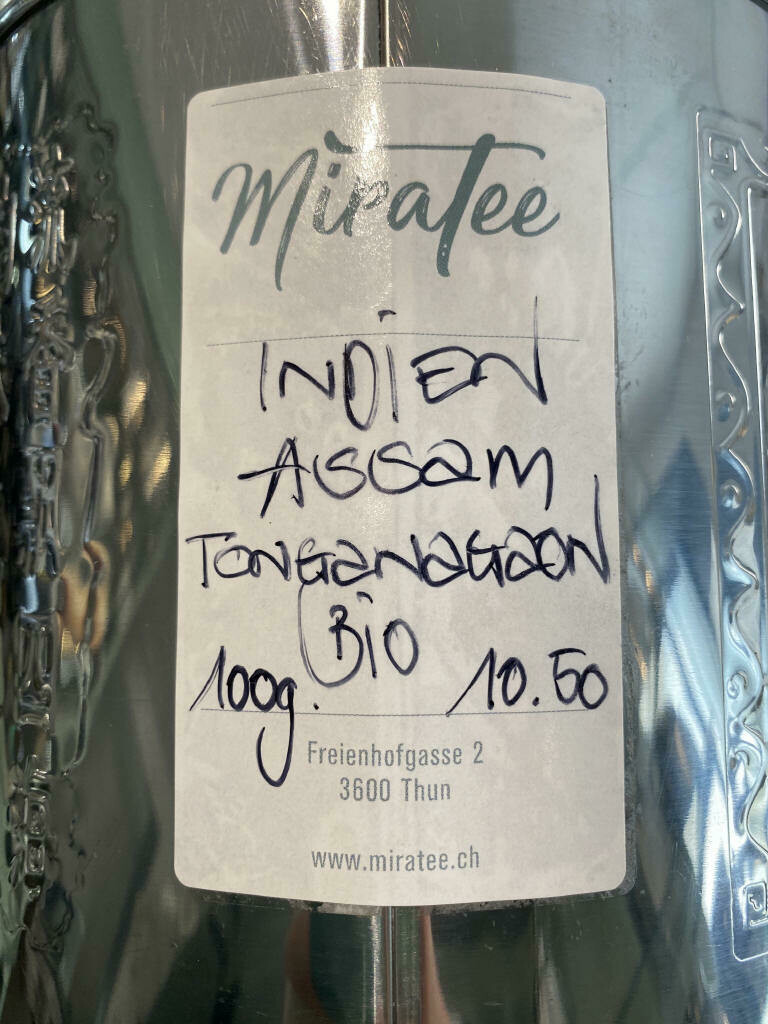 Miratee
INDIEN
ASSam
TONGaNaGaON
BiO
100g. 10.50
Freienhofgasse 2
3600 Thun
www.miratee.ch